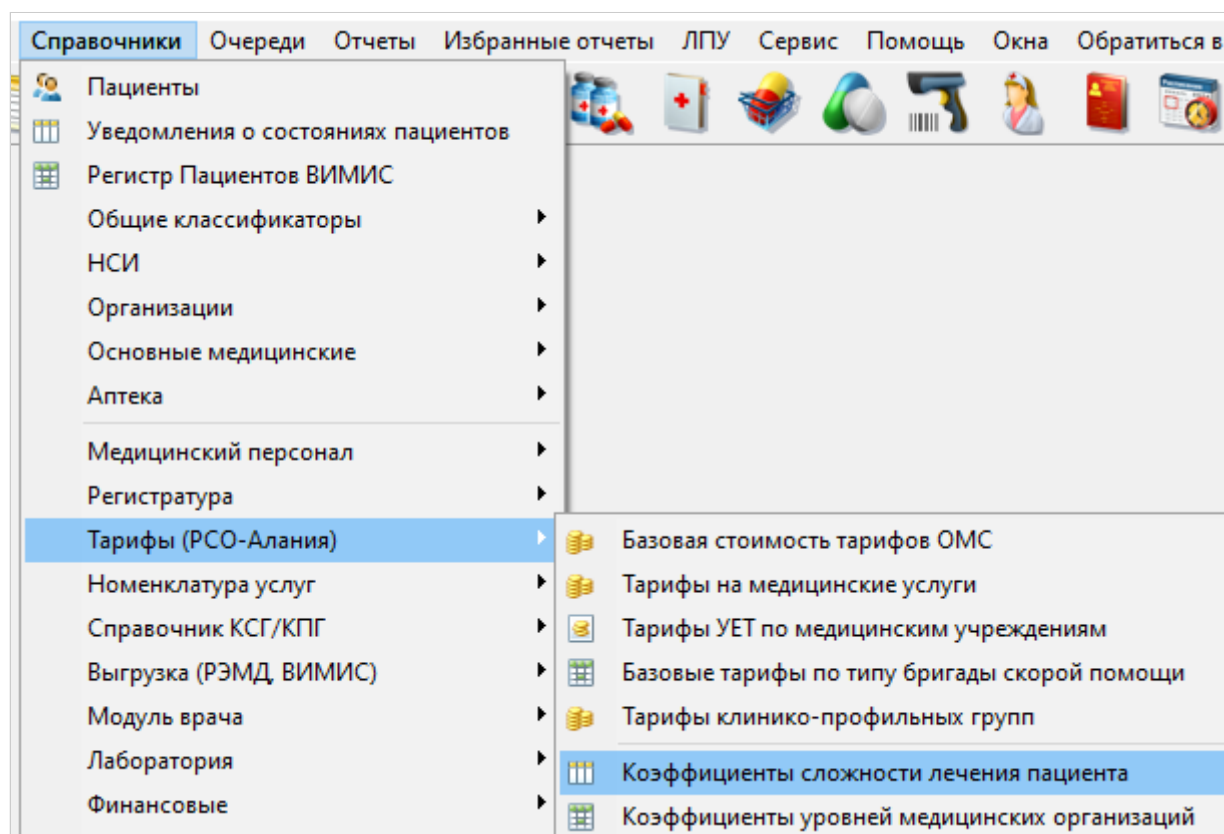 Справочники Очереди Отчеты Избранные отчеты ЛПУ Сервис Помощь Окна Обратиться в
Пациенты
Уведомления о состояниях пациентов
Регистр Пациентов ВИМИС
Общие классификаторы
НСИ
Организации
Основные медицинские
Аптека
Медицинский персонал
Регистратура
Тарифы (РСО-Алания)
Номенклатура услуг
Справочник КСГ/КПГ
Выгрузка (РЭМД, ВИМИС)
Модуль врача
Лаборатория
Финансовые
Базовая стоимость тарифов ОМС
Тарифы на медицинские услуги
Тарифы УЕТ по медицинским учреждениям
Базовые тарифы по типу бригады скорой помощи
Тарифы клинико-профильных групп
Коэффициенты сложности лечения пациента
Коэффициенты уровней медицинских организаций